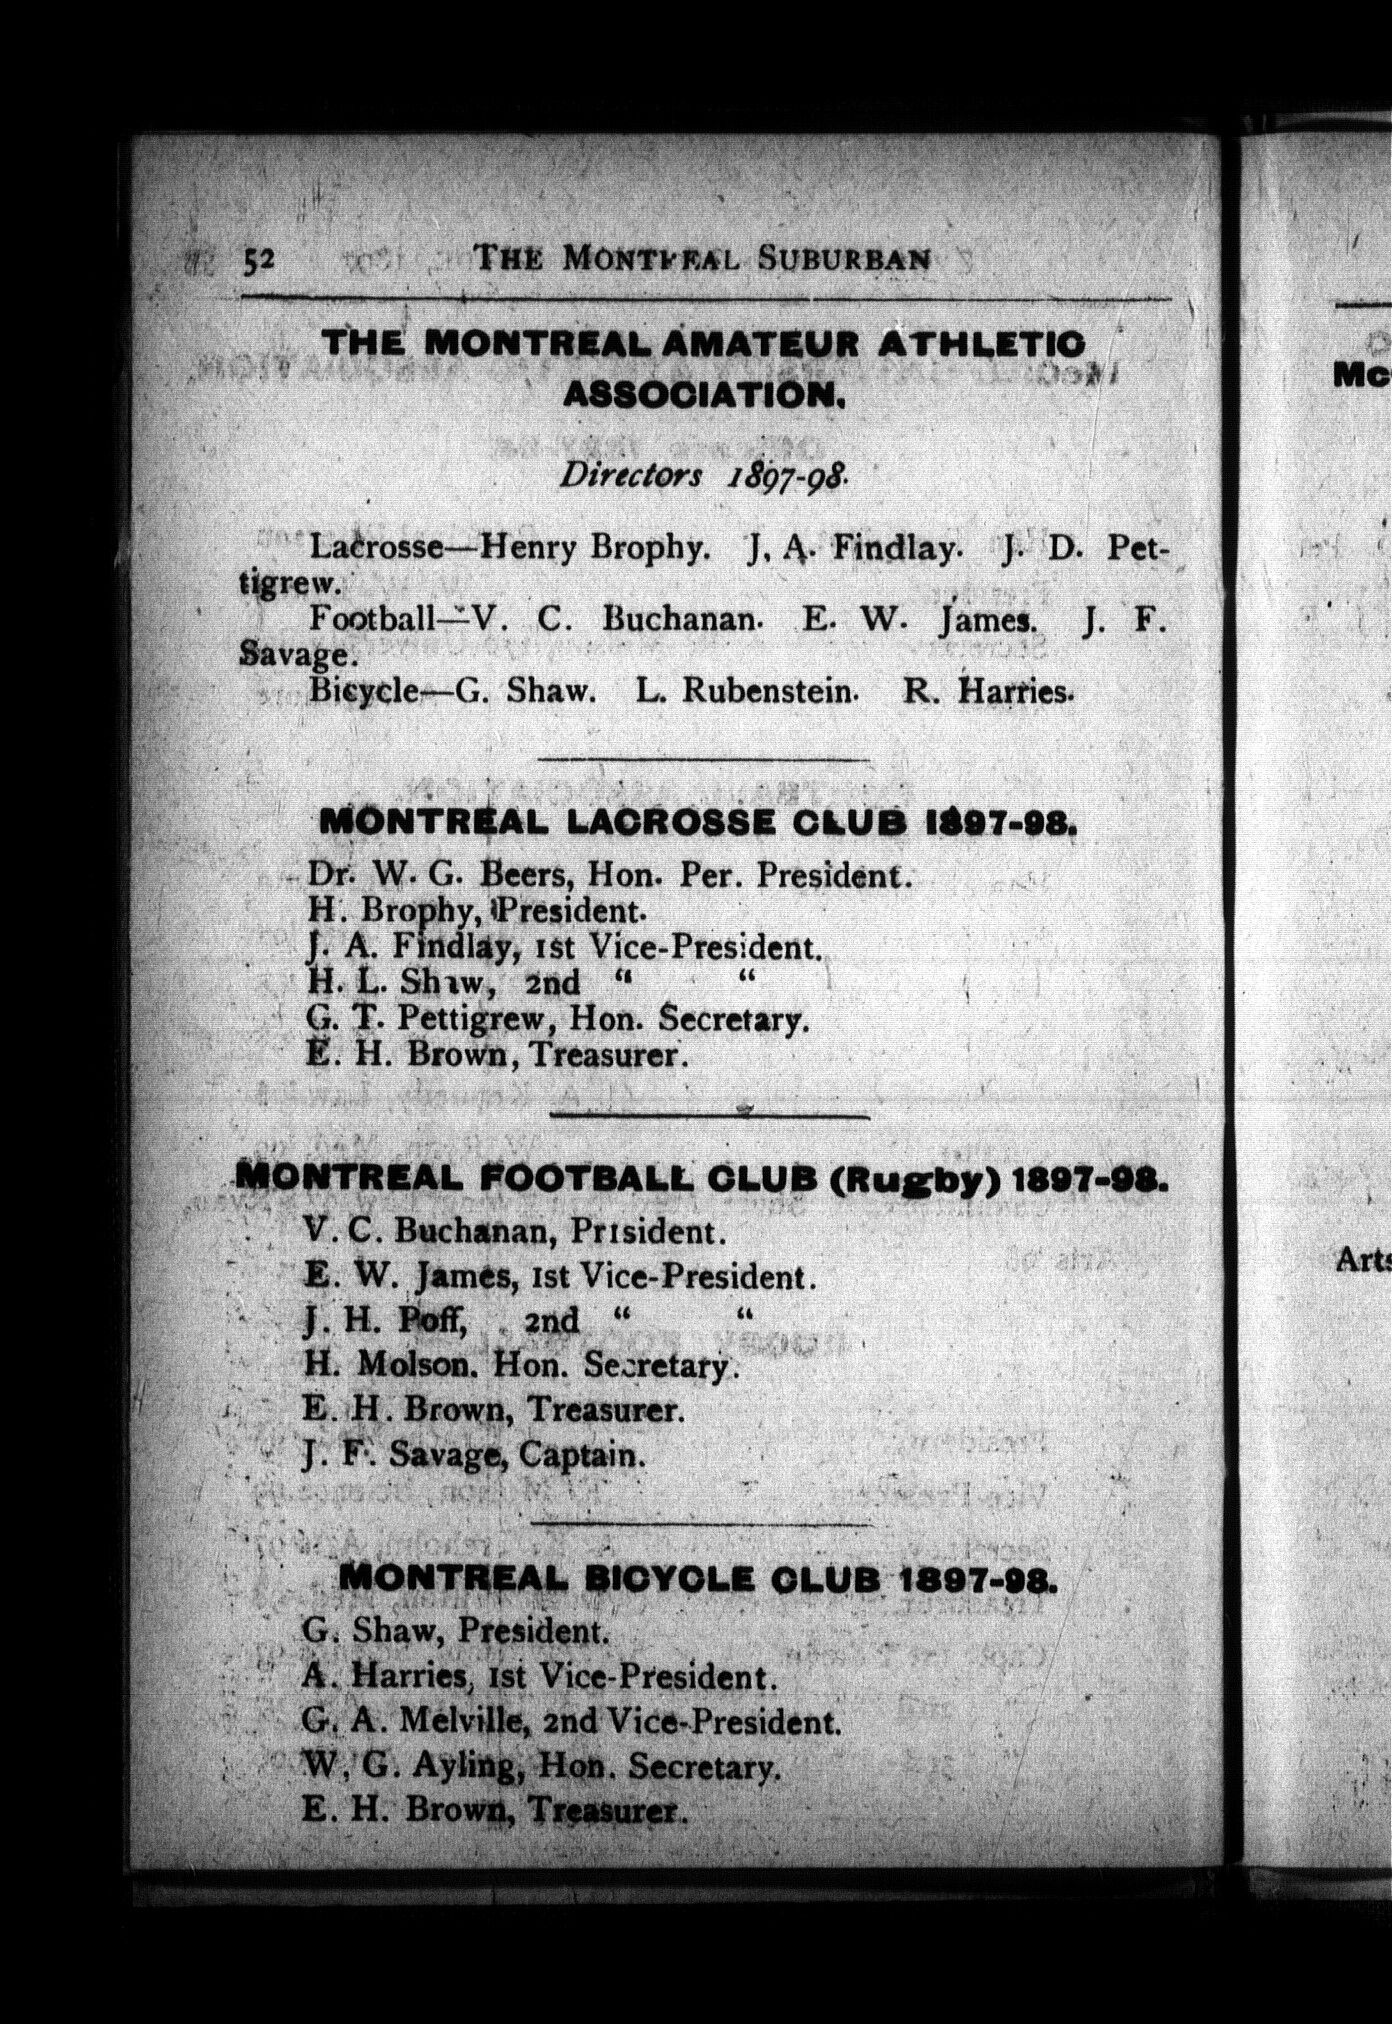 52 THE MONTREAL SUBURBAN
THE MONTREAL AMATEUR ATHLETIC
ASSOCIATION.
Directors 1897-98.
Lacrosse—Henry Brophy. J. A. Findlay. J. D. Pet-
tigrew.
Football—V. C. Buchanan. E. W. James. J. F.
Savage.
Bicycle—G. Shaw. L. Rubenstein. R. Harries.
MONTREAL LACROSSE CLUB 1897-98.
Dr. W. G. Beers, Hon. Per. President.
H. Brophy, President.
J. A. Findlay, 1st Vice-President.
H. L. Shaw, 2nd " "
G. T. Pettigrew, Hon. Secretary.
E. H. Brown, Treasurer.
MONTREAL FOOTBALL CLUB (Rugby) 1897-98.
V. C. Buchanan, Prısident.
E. W. James, 1st Vice-President.
J. H. Poff, 2nd " "
H. Molson. Hon. Secretary.
E. H. Brown, Treasurer.
J. F. Savage, Captain.
MONTREAL BICYCLE CLUB 1897-98.
G. Shaw, President.
A. Harries, 1st Vice-President.
G. A. Melville, 2nd Vice-President.
W, G. Ayling, Hon. Secretary.
E. H. Brown, Treasurer.
Mc
Arts